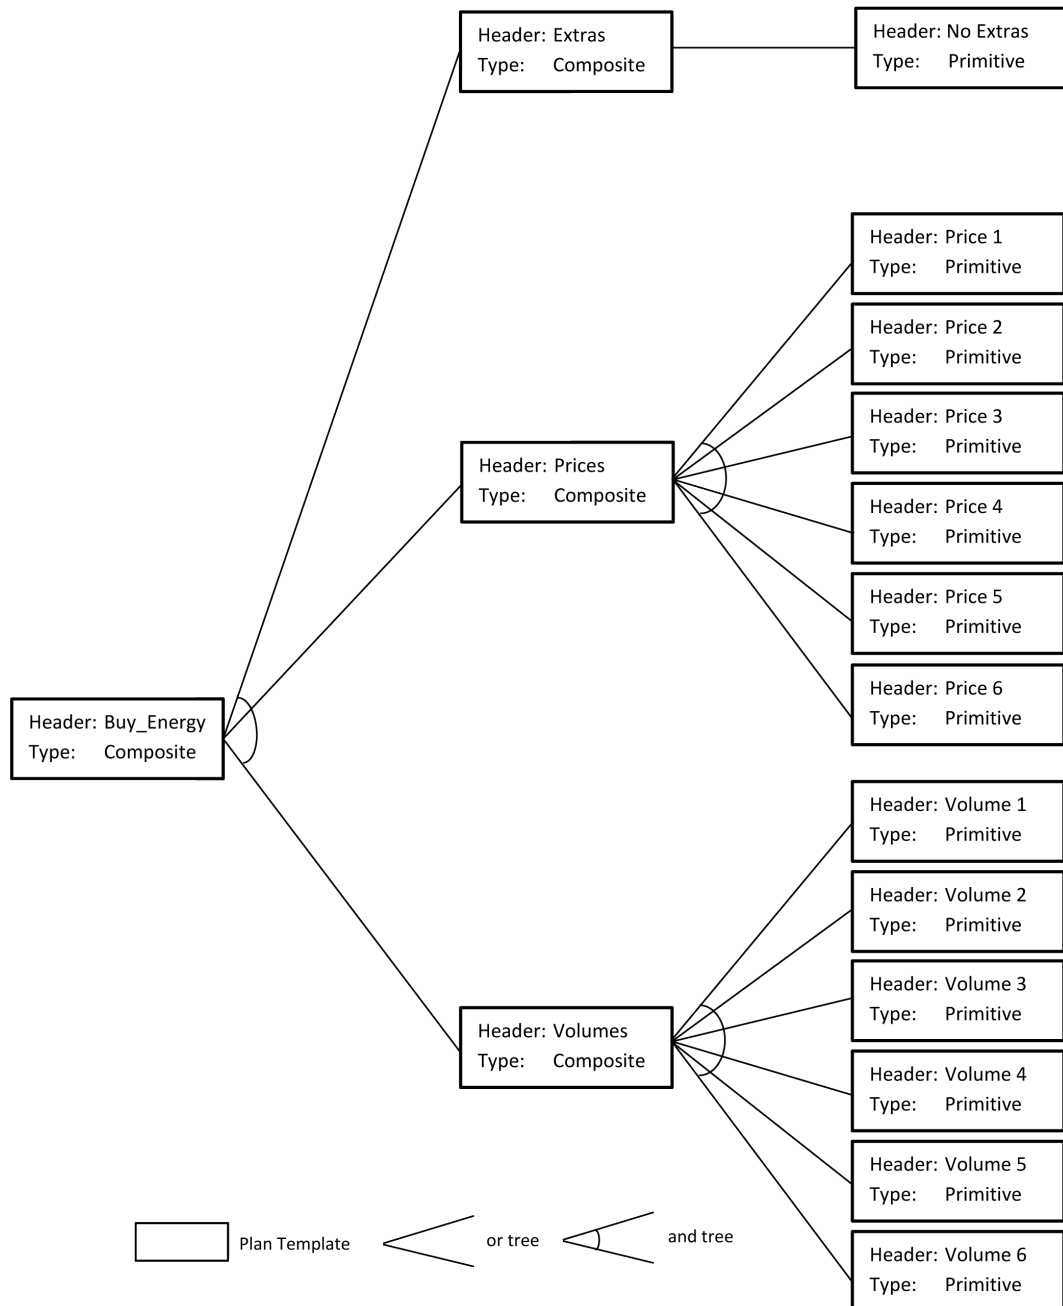 Header: Extras
Type: Composite
Header: No Extras
Type: Primitive
Header: Price 1
Type: Primitive
Header: Price 2
Type: Primitive
Header: Price 3
Type: Primitive
Header: Prices
Type: Composite
Header: Price 4
Type: Primitive
Header: Price 5
Type: Primitive
Header: Price 6
Type: Primitive
Header: Buy_Energy
Type: Composite
Header: Volume 1
Type: Primitive
Header: Volume 2
Type: Primitive
Header: Volume 3
Type: Primitive
Header: Volumes
Type: Composite
Header: Volume 4
Type: Primitive
Header: Volume 5
Type: Primitive
Header: Volume 6
Type: Primitive
Plan Template
or tree
and tree